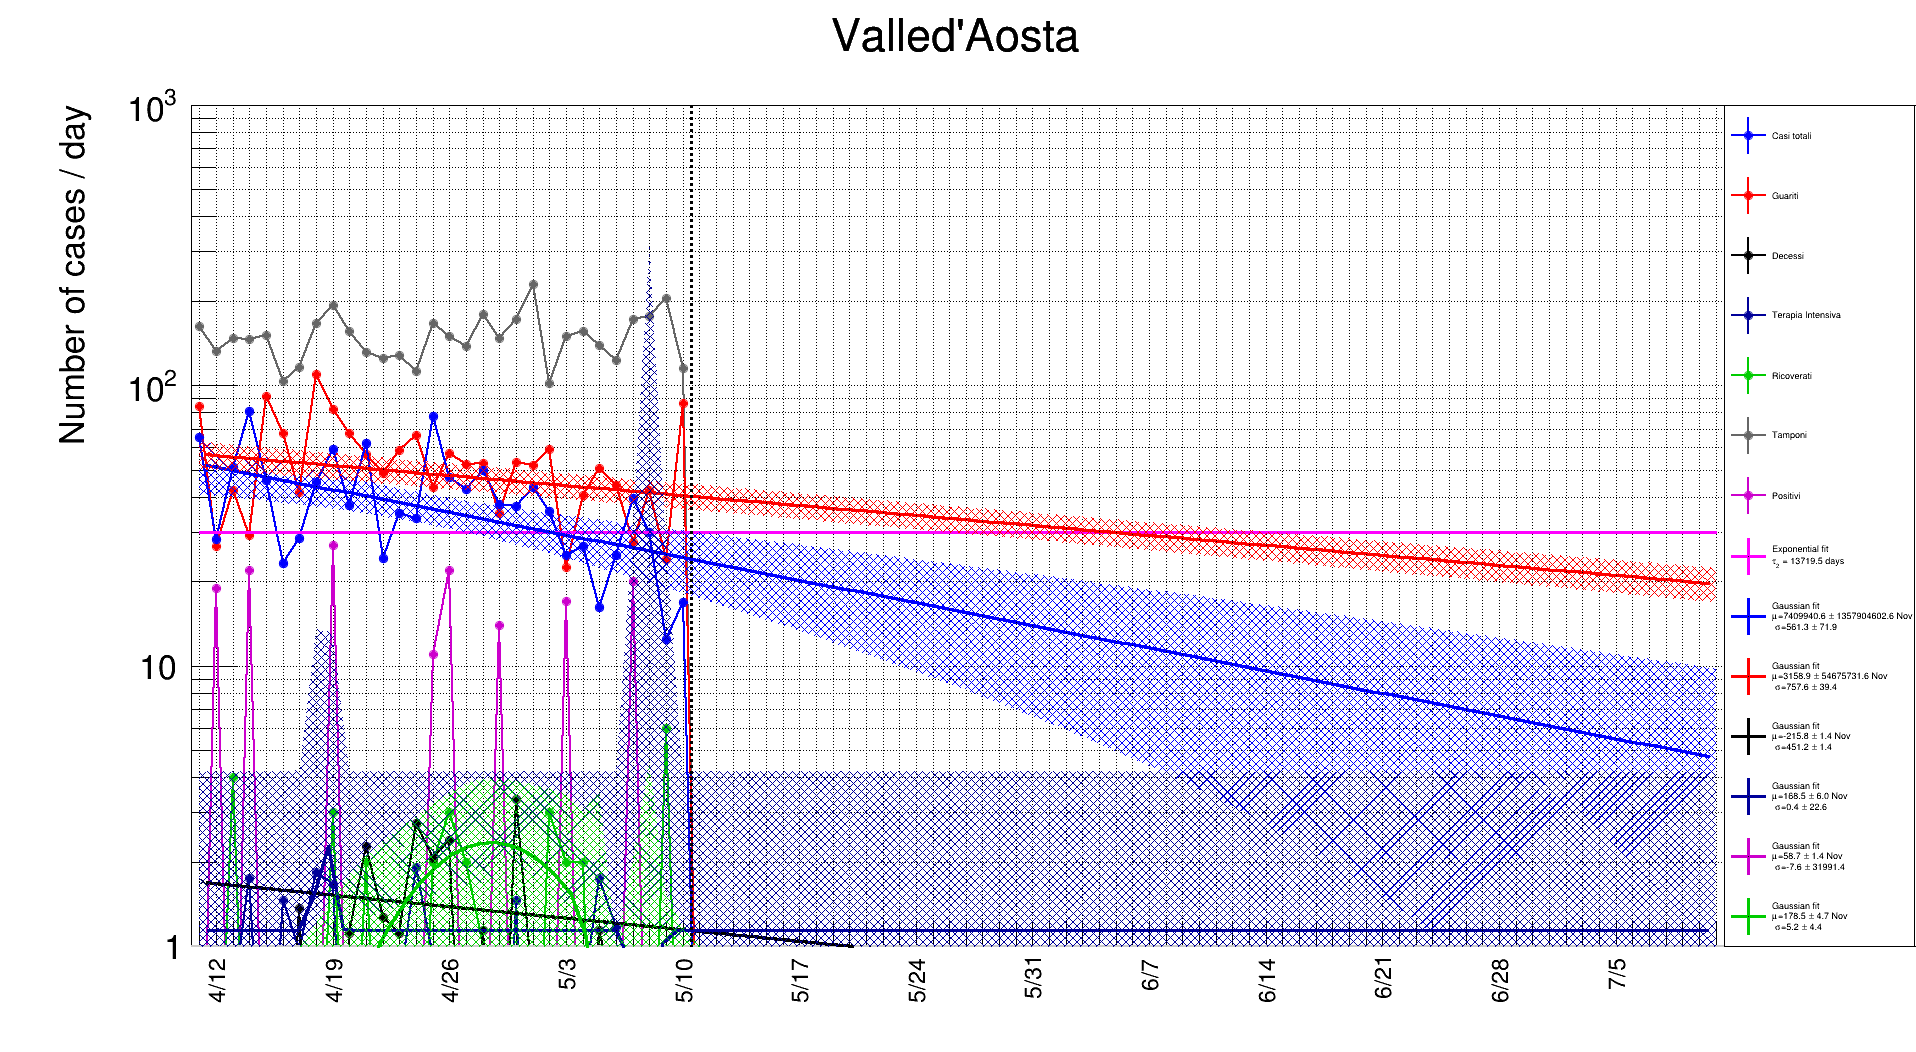 Valled'Aosta
Number of cases / day
10³
10²
10
1
4/12
4/19
4/26
5/3
5/10
5/17
5/24
5/31
6/7
6/14
6/21
6/28
7/5
Casi totali
Guariti
Decessi
Terapia Intensiva
Ricoverati
Tamponi
Positivi
Exponential fit
τ₂ = 13719.5 days
Gaussian fit
μ=7409940.6 ± 1357904602.6 Nov
σ=561.3 ± 71.9
Gaussian fit
μ=3158.9 ± 54675731.6 Nov
σ=757.6 ± 39.4
Gaussian fit
μ=-215.8 ± 1.4 Nov
σ=451.2 ± 1.4
Gaussian fit
μ=168.5 ± 6.0 Nov
σ=0.4 ± 22.6
Gaussian fit
μ=58.7 ± 1.4 Nov
σ=-7.6 ± 31991.4
Gaussian fit
μ=178.5 ± 4.7 Nov
σ=5.2 ± 4.4